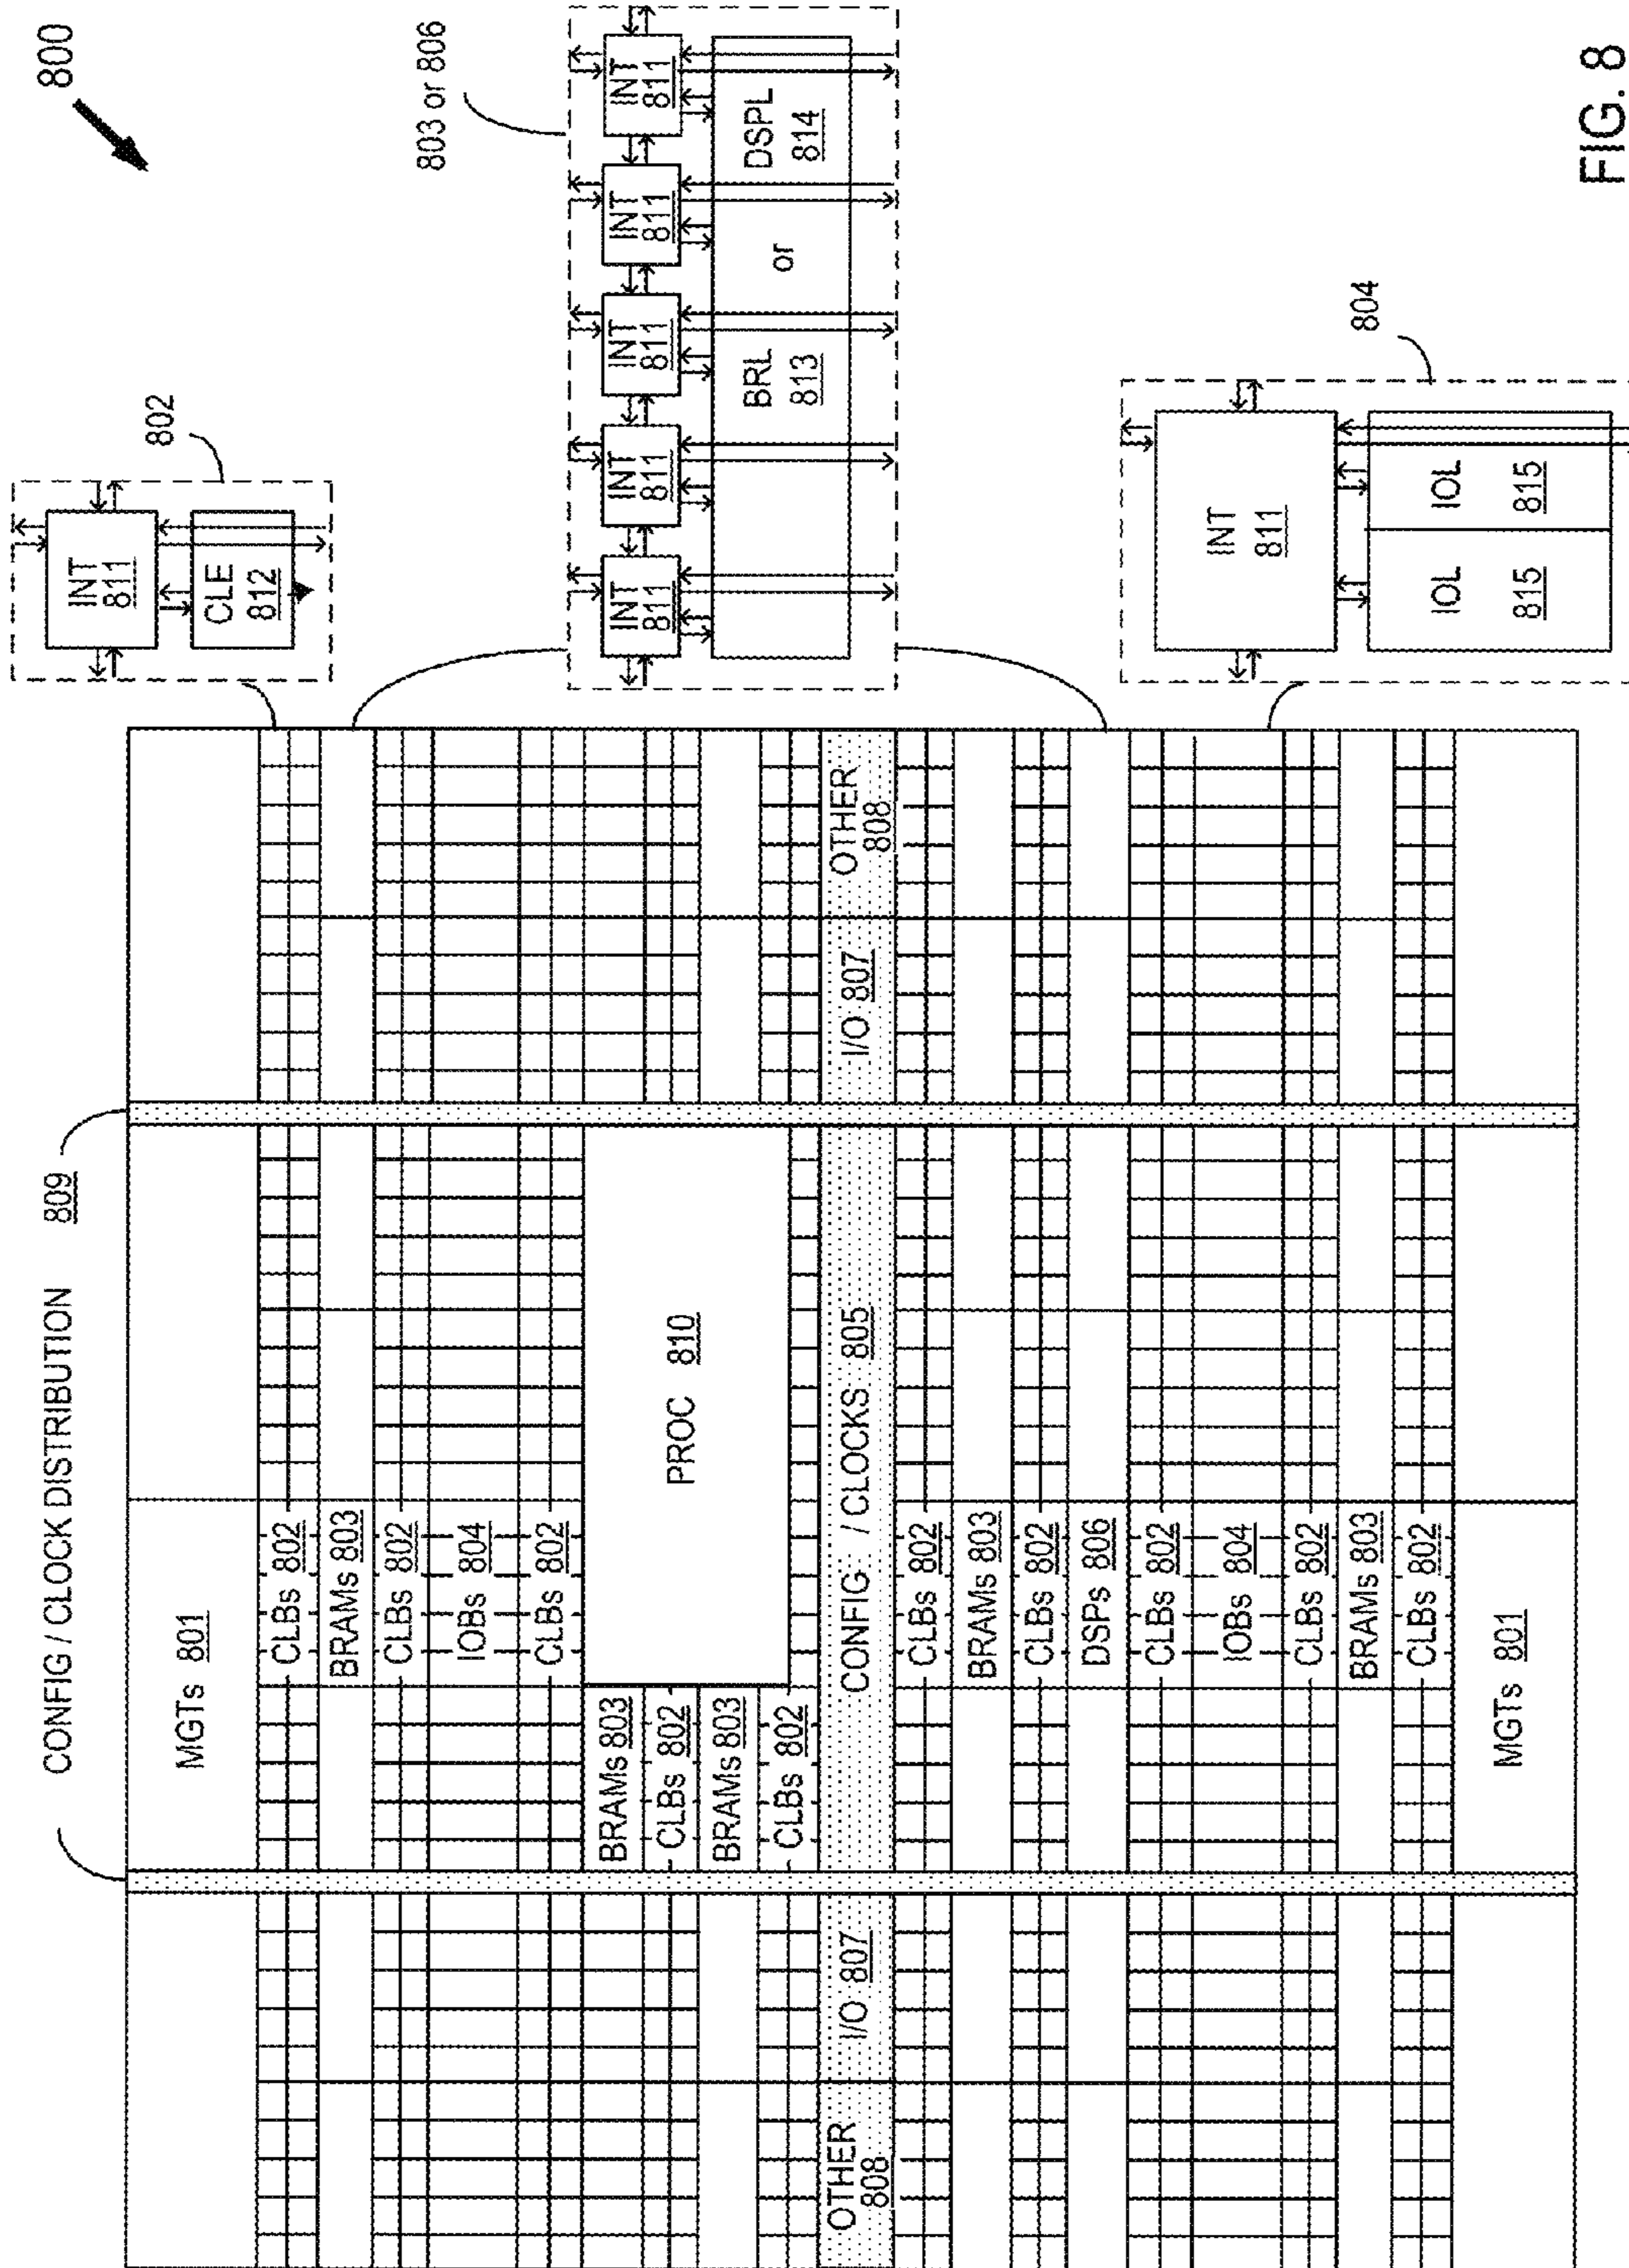 800
CONFIG / CLOCK DISTRIBUTION 809
MGTs 801
CLBs 802
BRAMs 803
CLBs 802
IOBs 804
CLBs 802
BRAMs 803
CLBs 802
BRAMs 803
CLBs 802
PROC 810
OTHER
808
I/O 807
CONFIG / CLOCKS 805
I/O 807
OTHER
808
CLBs 802
BRAMs 803
CLBs 802
DSPs 806
CLBs 802
IOBs 804
CLBs 802
BRAMs 803
CLBs 802
MGTs 801
802
INT
811
CLE
812
803 or 806
INT
811
INT
811
INT
811
INT
811
INT
811
BRL
813
or
DSPL
814
804
INT
811
IOL
815
IOL
815
FIG. 8